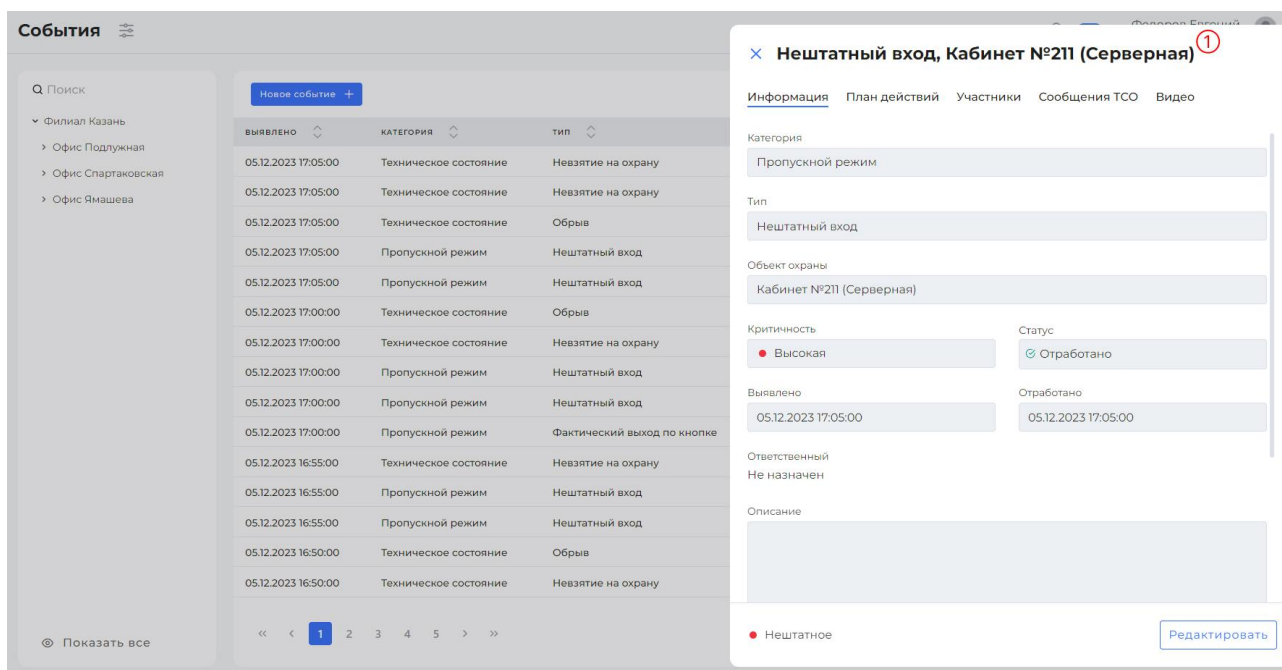 События
Федоров Евгений
Поиск
Филиал Казань
Офис Подлужная
Офис Спартаковская
Офис Ямашева
Показать все
Новое событие +
ВЫЯВЛЕНО КАТЕГОРИЯ ТИП
05.12.2023 17:05:00 Техническое состояние Невзятие на охрану
05.12.2023 17:05:00 Техническое состояние Невзятие на охрану
05.12.2023 17:05:00 Техническое состояние Обрыв
05.12.2023 17:05:00 Пропускной режим Нештатный вход
05.12.2023 17:05:00 Пропускной режим Нештатный вход
05.12.2023 17:00:00 Техническое состояние Обрыв
05.12.2023 17:00:00 Техническое состояние Невзятие на охрану
05.12.2023 17:00:00 Пропускной режим Нештатный вход
05.12.2023 17:00:00 Пропускной режим Нештатный вход
05.12.2023 17:00:00 Пропускной режим Фактический выход по кнопке
05.12.2023 16:55:00 Техническое состояние Невзятие на охрану
05.12.2023 16:55:00 Пропускной режим Нештатный вход
05.12.2023 16:55:00 Пропускной режим Нештатный вход
05.12.2023 16:50:00 Техническое состояние Обрыв
05.12.2023 16:50:00 Техническое состояние Невзятие на охрану
<< < 1 2 3 4 5 > >>
× Нештатный вход, Кабинет №211 (Серверная) ①
Информация План действий Участники Сообщения ТСО Видео
Категория
Пропускной режим
Тип
Нештатный вход
Объект охраны
Кабинет №211 (Серверная)
Критичность Статус
Высокая Отработано
Выявлено Отработано
05.12.2023 17:05:00 05.12.2023 17:05:00
Ответственный
Не назначен
Описание
Нештатное Редактировать